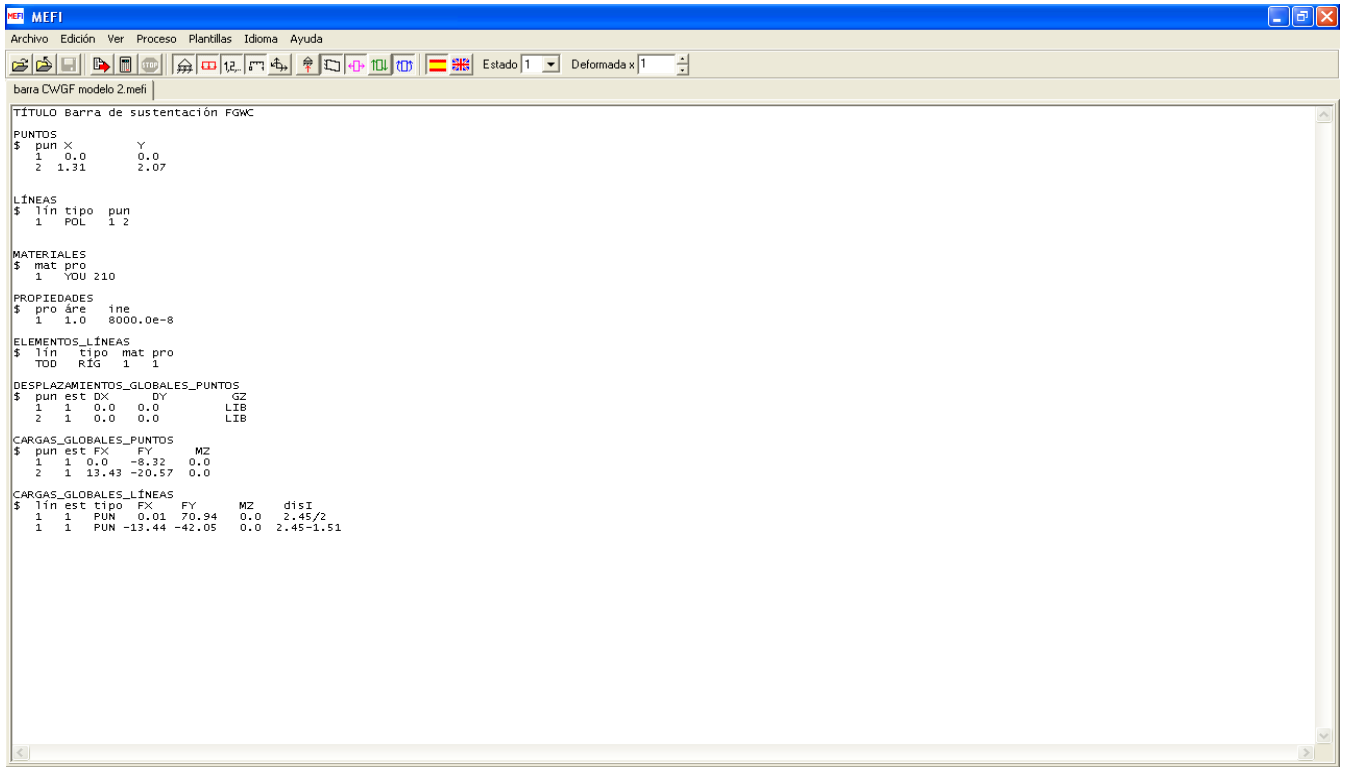 MEFI MEFI
Archivo Edición Ver Proceso Plantillas Idioma Ayuda
STOP 1,2,.. Estado 1 Deformada x 1
barra CWGF modelo 2.mefi
TÍTULO Barra de sustentación FGWC
PUNTOS
$ pun X Y
1 0.0 0.0
2 1.31 2.07
LÍNEAS
$ lín tipo pun
1 POL 1 2
MATERIALES
$ mat pro
1 YOU 210
PROPIEDADES
$ pro áre ine
1 1.0 8000.0e-8
ELEMENTOS_LÍNEAS
$ lín tipo mat pro
TOD RÍG 1 1
DESPLAZAMIENTOS_GLOBALES_PUNTOS
$ pun est DX DY GZ
1 1 0.0 0.0 LIB
2 1 0.0 0.0 LIB
CARGAS_GLOBALES_PUNTOS
$ pun est FX FY MZ
1 1 0.0 -8.32 0.0
2 1 13.43 -20.57 0.0
CARGAS_GLOBALES_LÍNEAS
$ lín est tipo FX FY MZ disI
1 1 PUN 0.01 70.94 0.0 2.45/2
1 1 PUN -13.44 -42.05 0.0 2.45-1.51